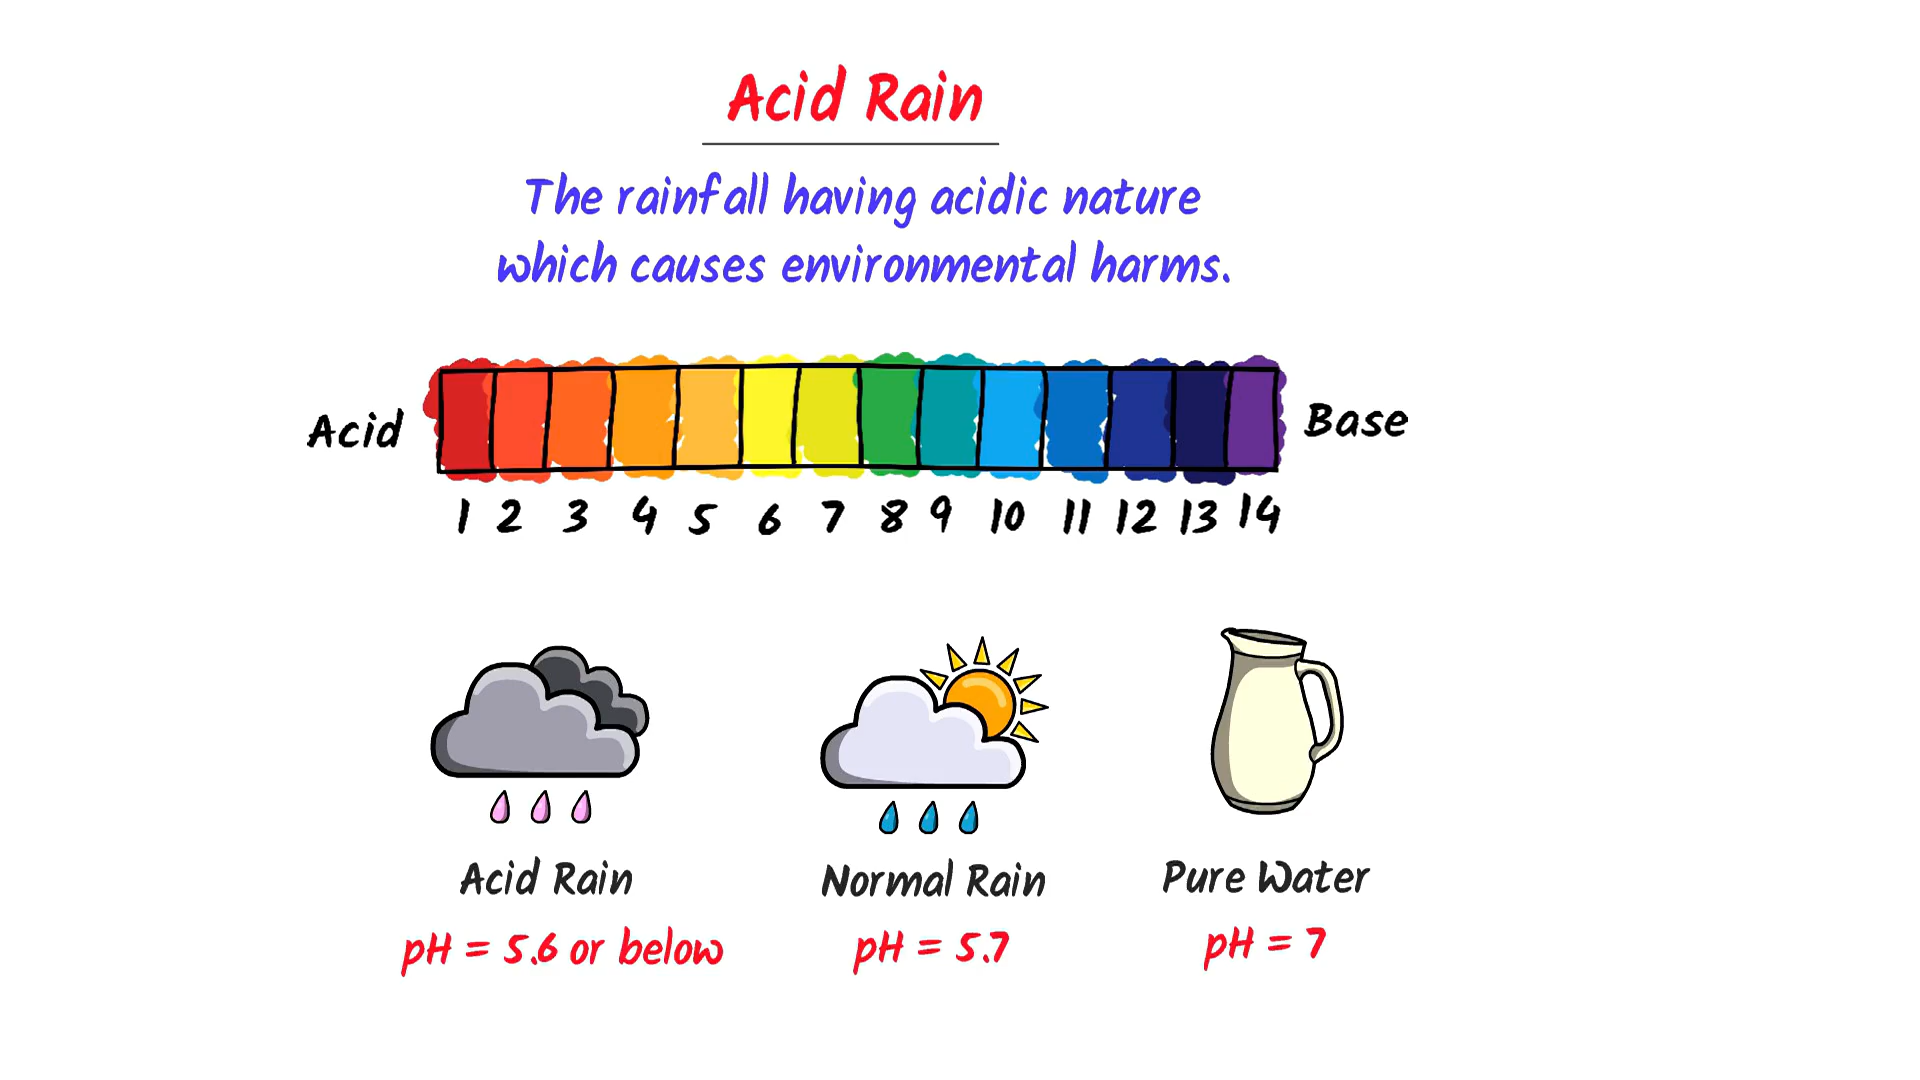 Acid Rain
The rainfall having acidic nature
which causes environmental harms.
Acid
Base
1 2 3 4 5 6 7 8 9 10 11 12 13 14
Acid Rain
Normal Rain
Pure Water
pH = 5.6 or below
pH = 5.7
pH = 7